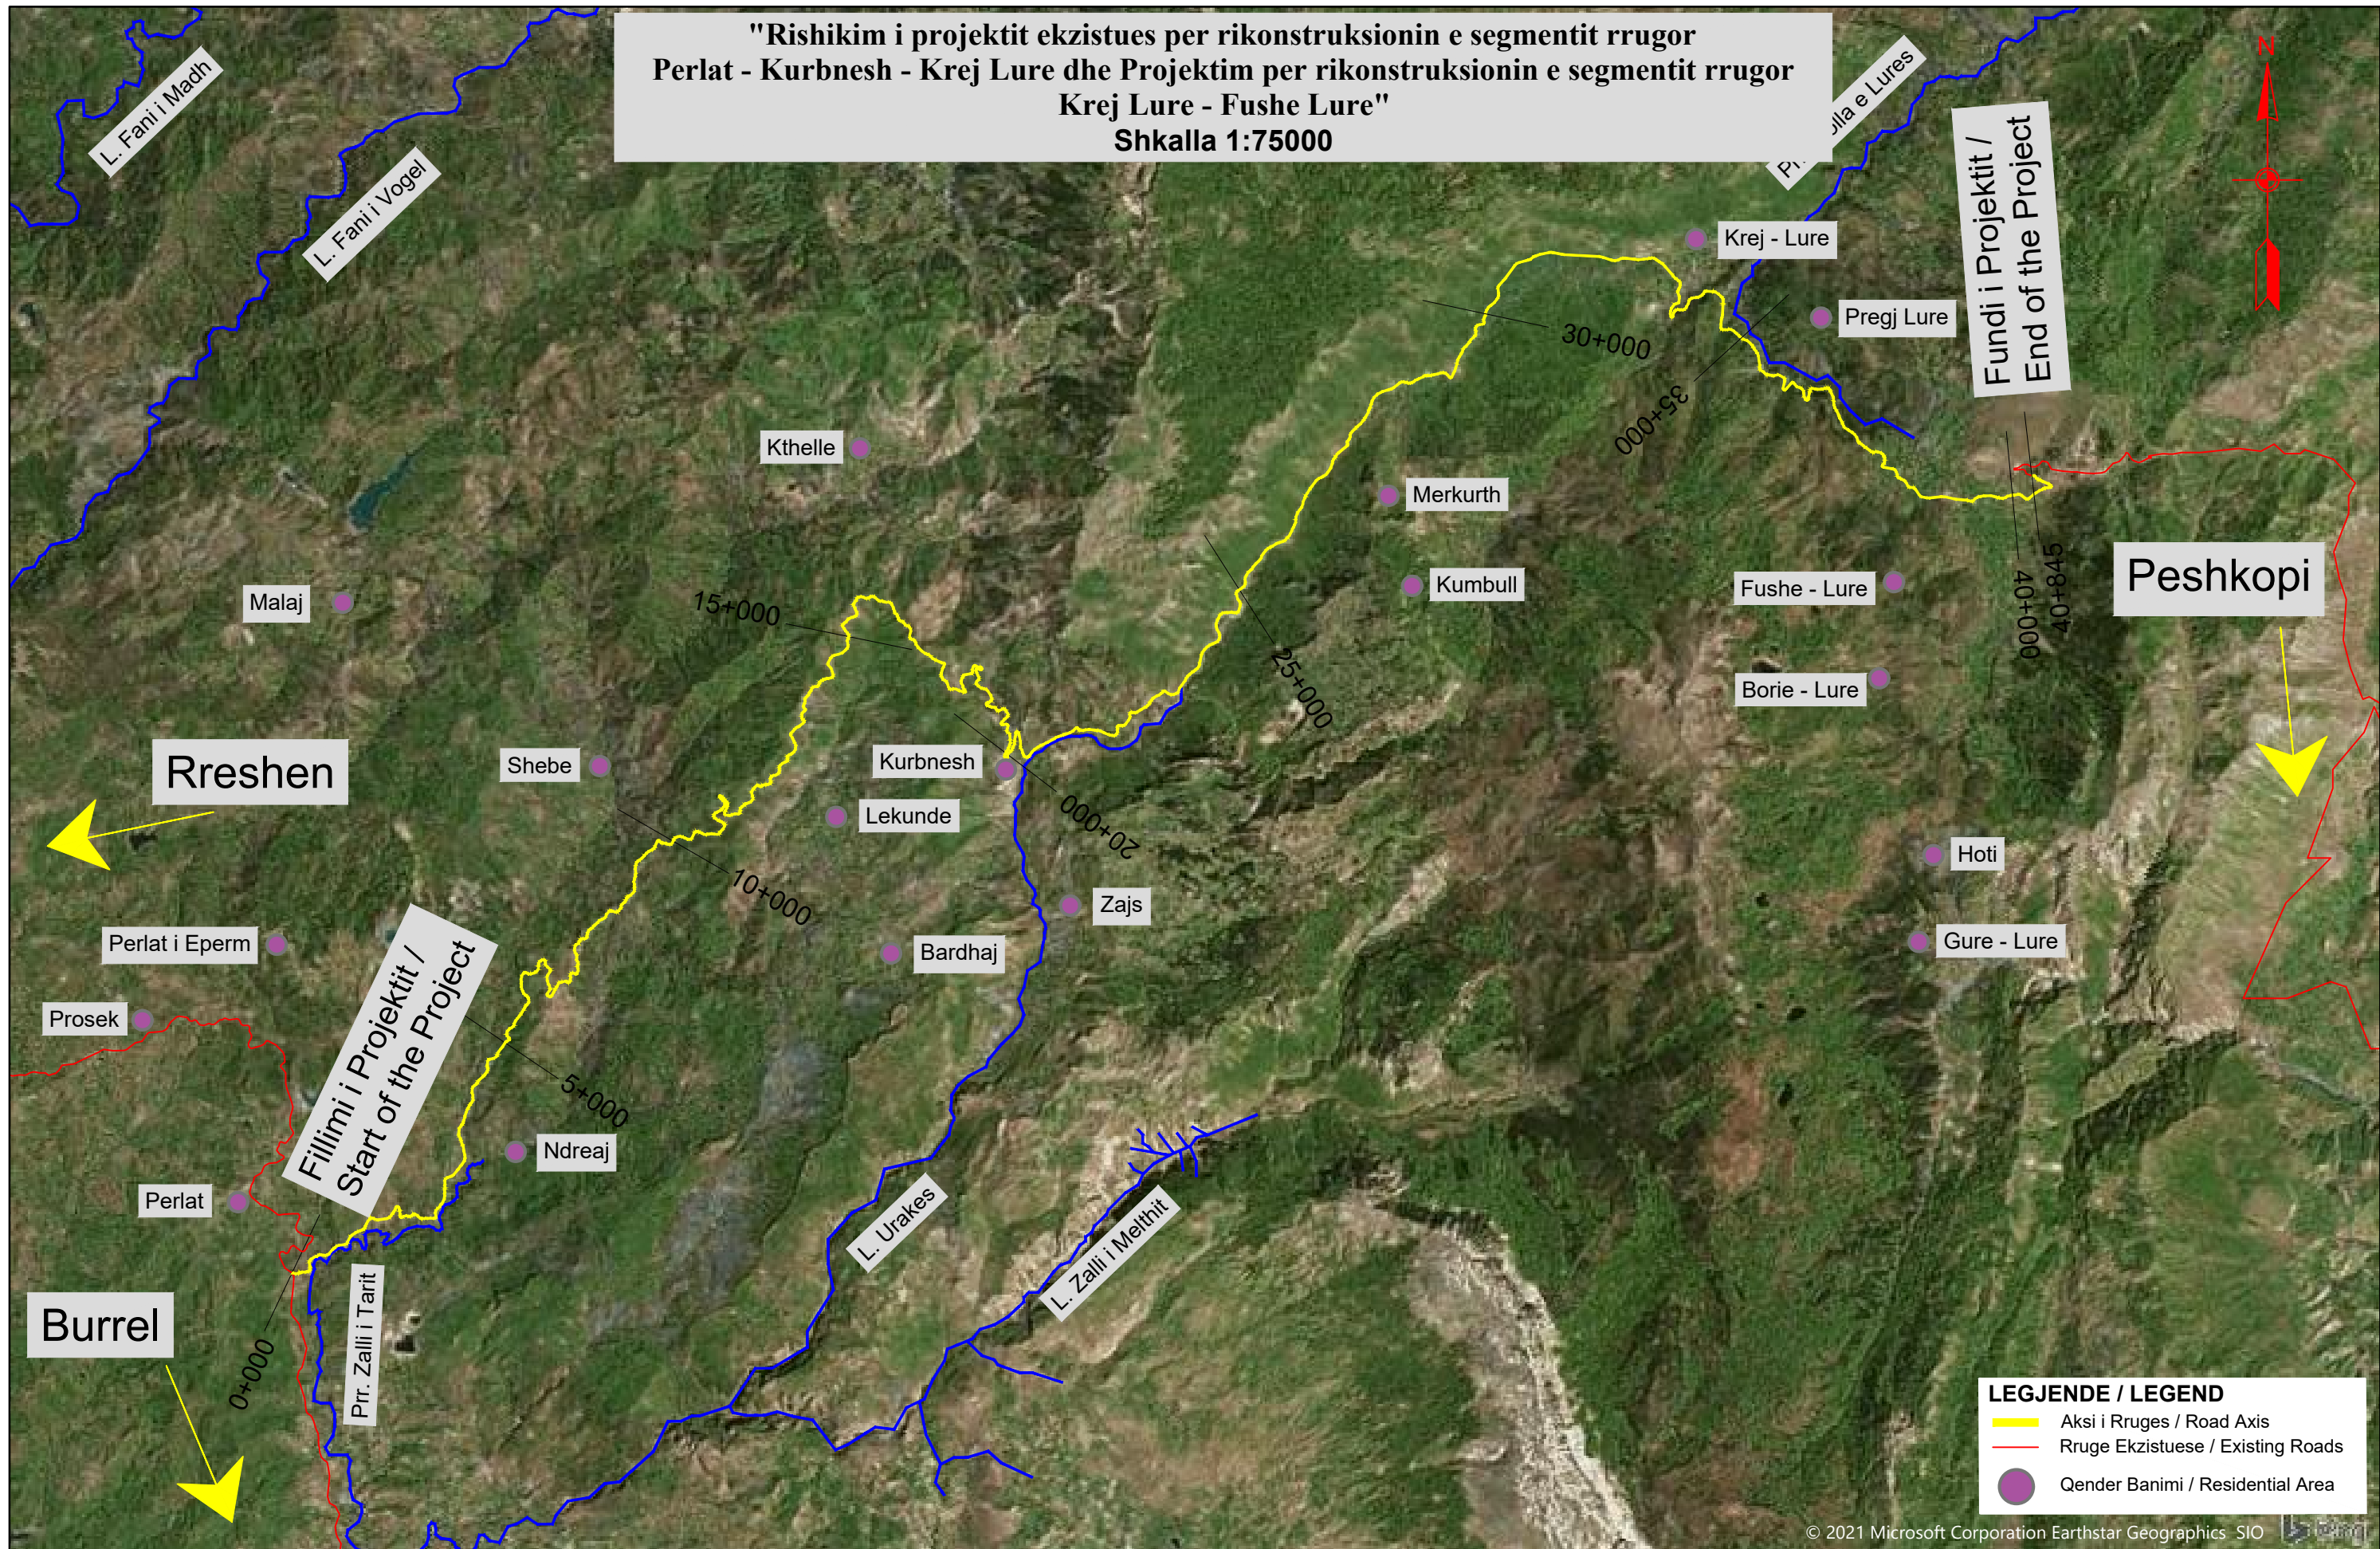 "Rishikim i projektit ekzistues per rikonstruksionin e segmentit rrugor
Perlat - Kurbnesh - Krej Lure dhe Projektim per rikonstruksionin e segmentit rrugor
Krej Lure - Fushe Lure"
Shkalla 1:75000
L. Fani i Madh
L. Fani i Vogel
e Lures
N
Fundi i Projektit /
End of the Project
Krej - Lure
Pregj Lure
30+000
35+000
Kthelle
Merkurth
Kumbull
Fushe - Lure
40+000
40+845
Peshkopi
Malaj
15+000
Borie - Lure
25+000
Rreshen
Shebe
Kurbnesh
Lekunde
20+000
10+000
Hoti
Zajs
Perlat i Eperm
Bardhaj
Gure - Lure
Prosek
Fillimi i Projektit /
Start of the Project
5+000
Ndreaj
Perlat
L. Urakes
L. Zalli i Melthit
Burrel
Prr. Zalli i Tarit
0+000
LEGJENDE / LEGEND
Aksi i Rruges / Road Axis
Rruge Ekzistuese / Existing Roads
Qender Banimi / Residential Area
© 2021 Microsoft Corporation Earthstar Geographics SIO